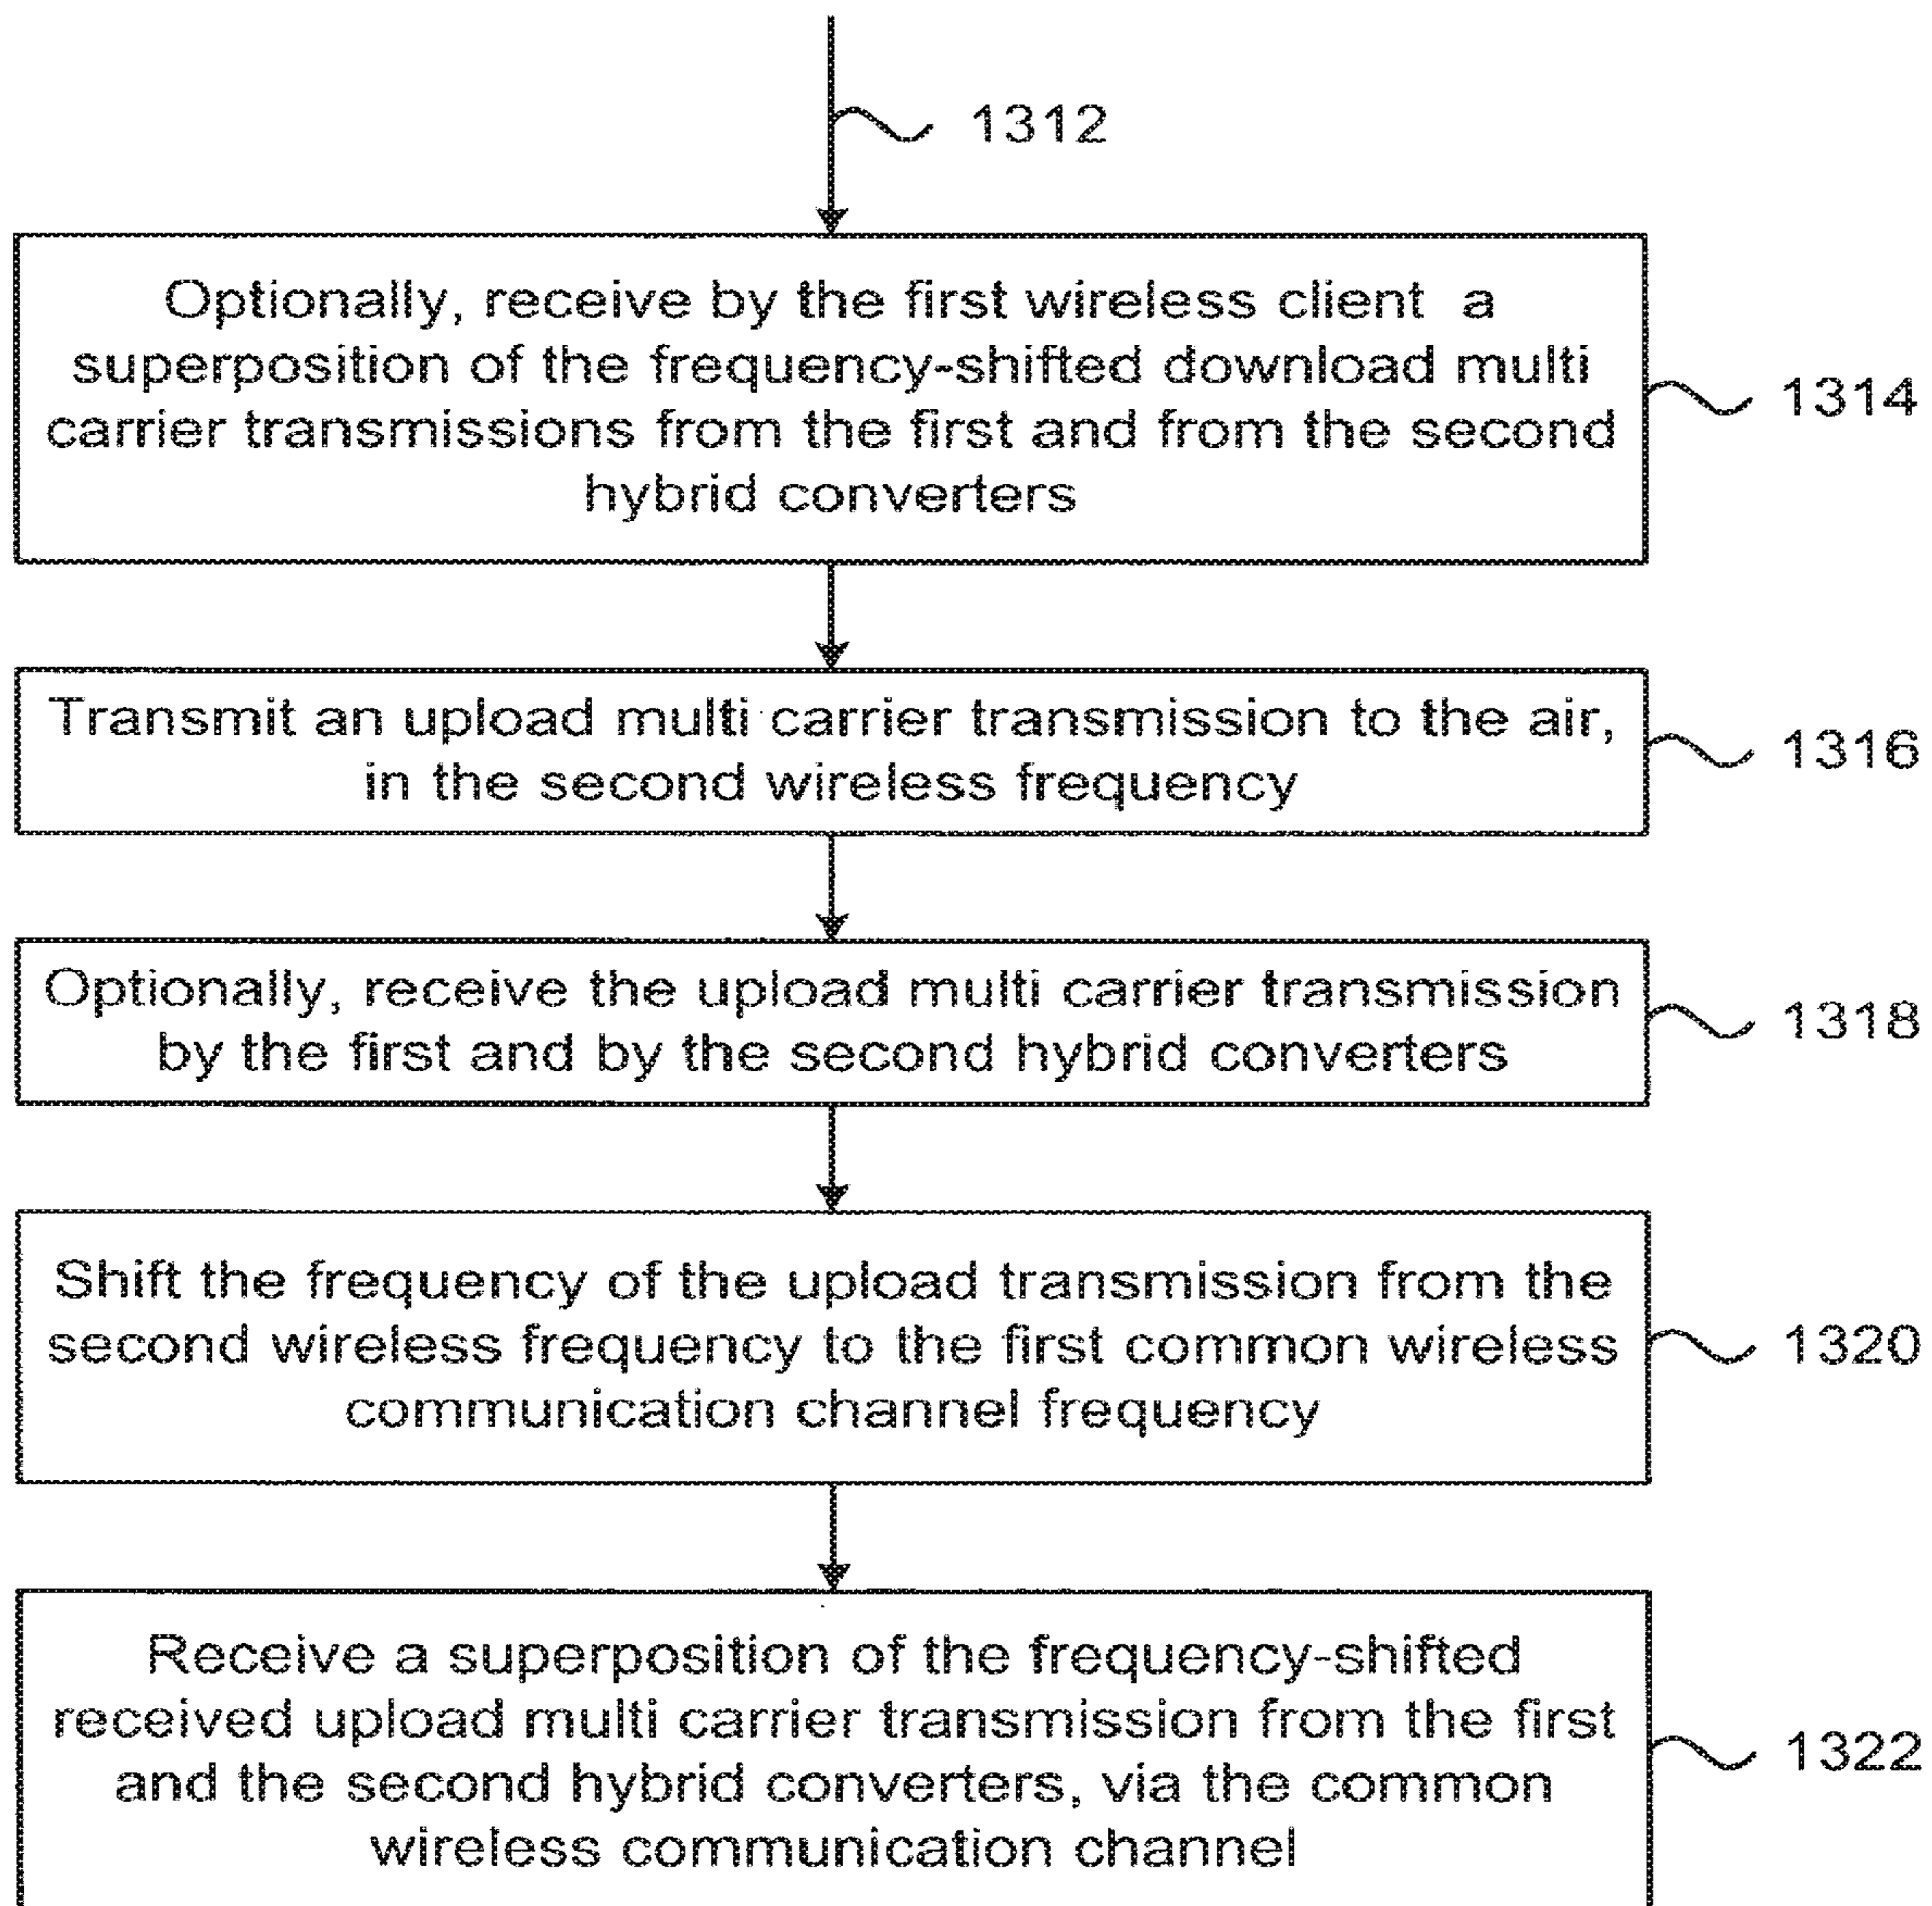 1312
Optionally, receive by the first wireless client a
superposition of the frequency-shifted download multi
carrier transmissions from the first and from the second
hybrid converters
1314
Transmit an upload multi carrier transmission to the air,
in the second wireless frequency
1316
Optionally, receive the upload multi carrier transmission
by the first and by the second hybrid converters
1318
Shift the frequency of the upload transmission from the
second wireless frequency to the first common wireless
communication channel frequency
1320
Receive a superposition of the frequency-shifted
received upload multi carrier transmission from the first
and the second hybrid converters, via the common
wireless communication channel
1322